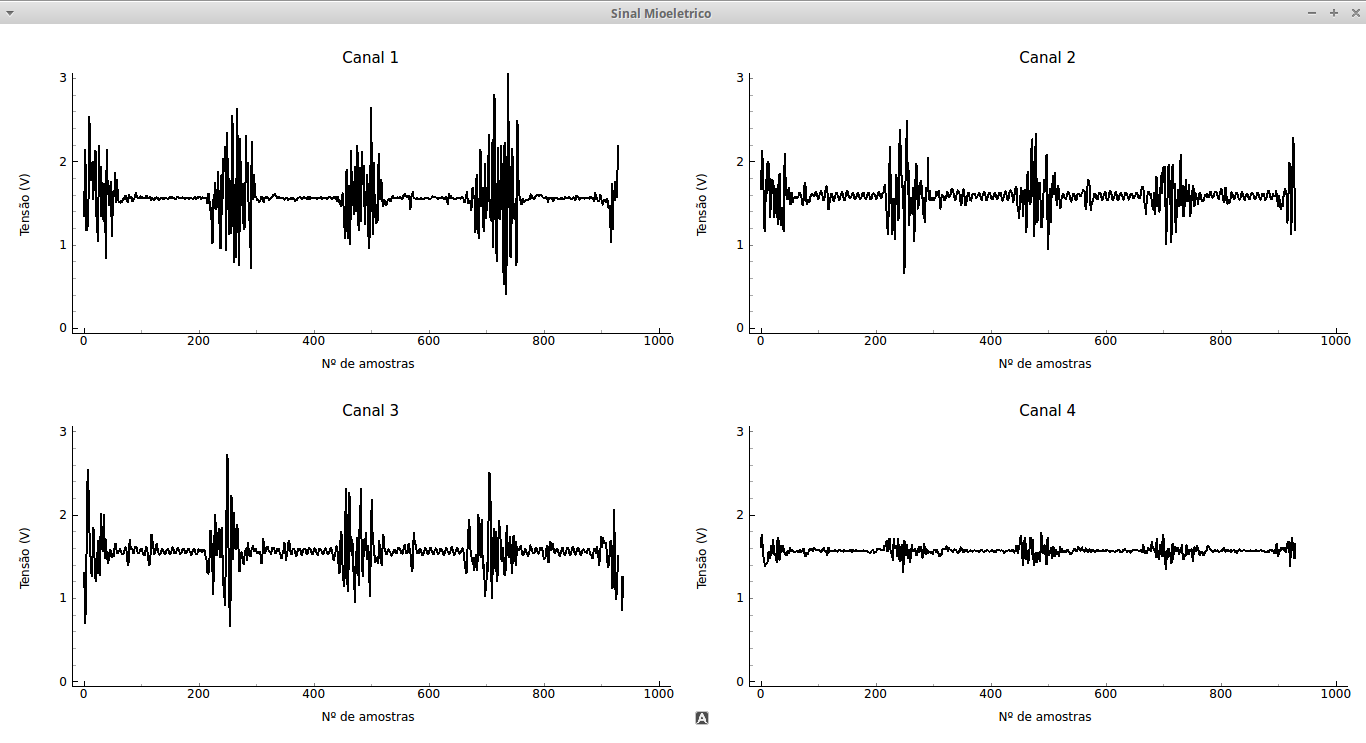 Sinal Mioeletrico
Canal 1
3
2
1
0
Tensão (V)
0 200 400 600 800 1000
Nº de amostras
Canal 2
3
2
1
0
Tensão (V)
0 200 400 600 800 1000
Nº de amostras
Canal 3
3
2
1
0
Tensão (V)
0 200 400 600 800 1000
Nº de amostras
Canal 4
3
2
1
0
Tensão (V)
0 200 400 600 800 1000
Nº de amostras
A